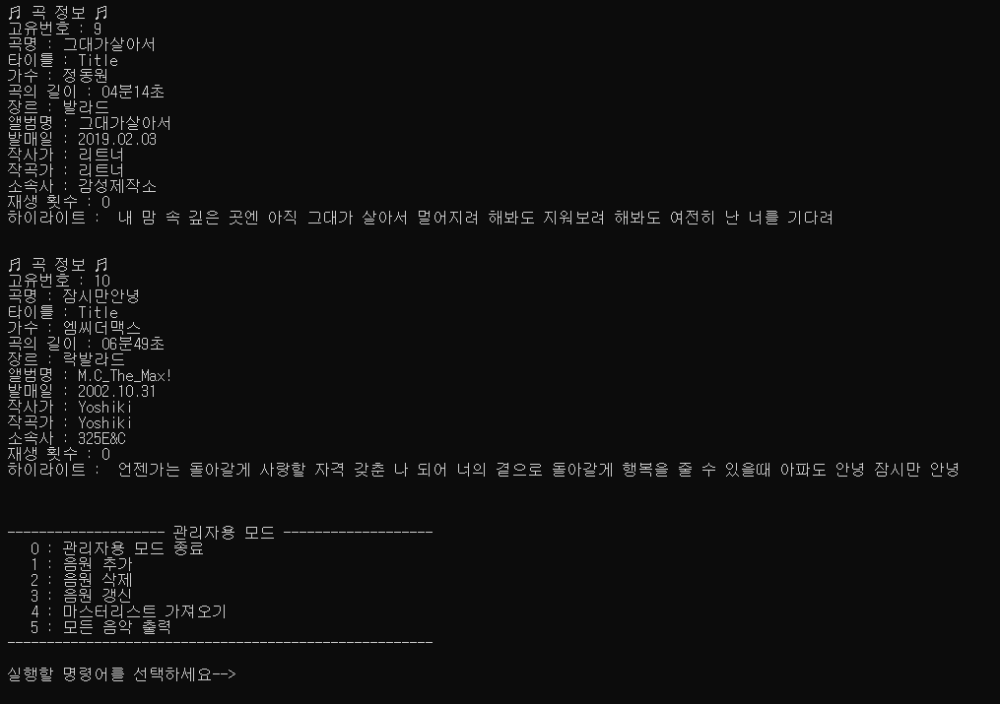 ♬ 곡 정보 ♬
고유번호 : 9
곡명 : 그대가살아서
타이틀 : Title
가수 : 정동원
곡의 길이 : 04분14초
장르 : 발라드
앨범명 : 그대가살아서
발매일 : 2019.02.03
작사가 : 리트너
작곡가 : 리트너
소속사 : 감성제작소
재생 횟수 : 0
하이라이트 :  내 맘 속 깊은 곳엔 아직 그대가 살아서 멀어지려 해봐도 지워보려 해봐도 여전히 난 너를 기다려
♬ 곡 정보 ♬
고유번호 : 10
곡명 : 잠시만안녕
타이틀 : Title
가수 : 엠씨더맥스
곡의 길이 : 06분49초
장르 : 락발라드
앨범명 : M.C_The_Max!
발매일 : 2002.10.31
작사가 : Yoshiki
작곡가 : Yoshiki
소속사 : 325E&C
재생 횟수 : 0
하이라이트 :  언젠가는 돌아갈게 사랑할 자격 갖춘 나 되어 너의 곁으로 돌아갈게 행복을 줄 수 있을때 아파도 안녕 잠시만 안녕
-------------------- 관리자용 모드 -------------------
0 : 관리자용 모드 종료
1 : 음원 추가
2 : 음원 삭제
3 : 음원 갱신
4 : 마스터리스트 가져오기
5 : 모든 음악 출력
------------------------------------------------------
실행할 명령어를 선택하세요-->